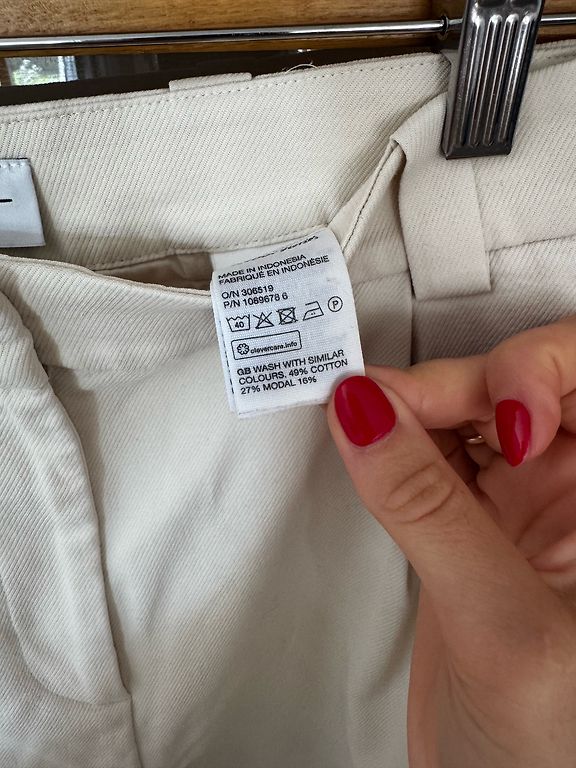 MADE IN INDONESIA
FABRIQUÉ EN INDONÉSIE
O/N 306519
P/N 1089678 6
40
P
clevercare.info
GB WASH WITH SIMILAR
COLOURS. 49% COTTON
27% MODAL 16%